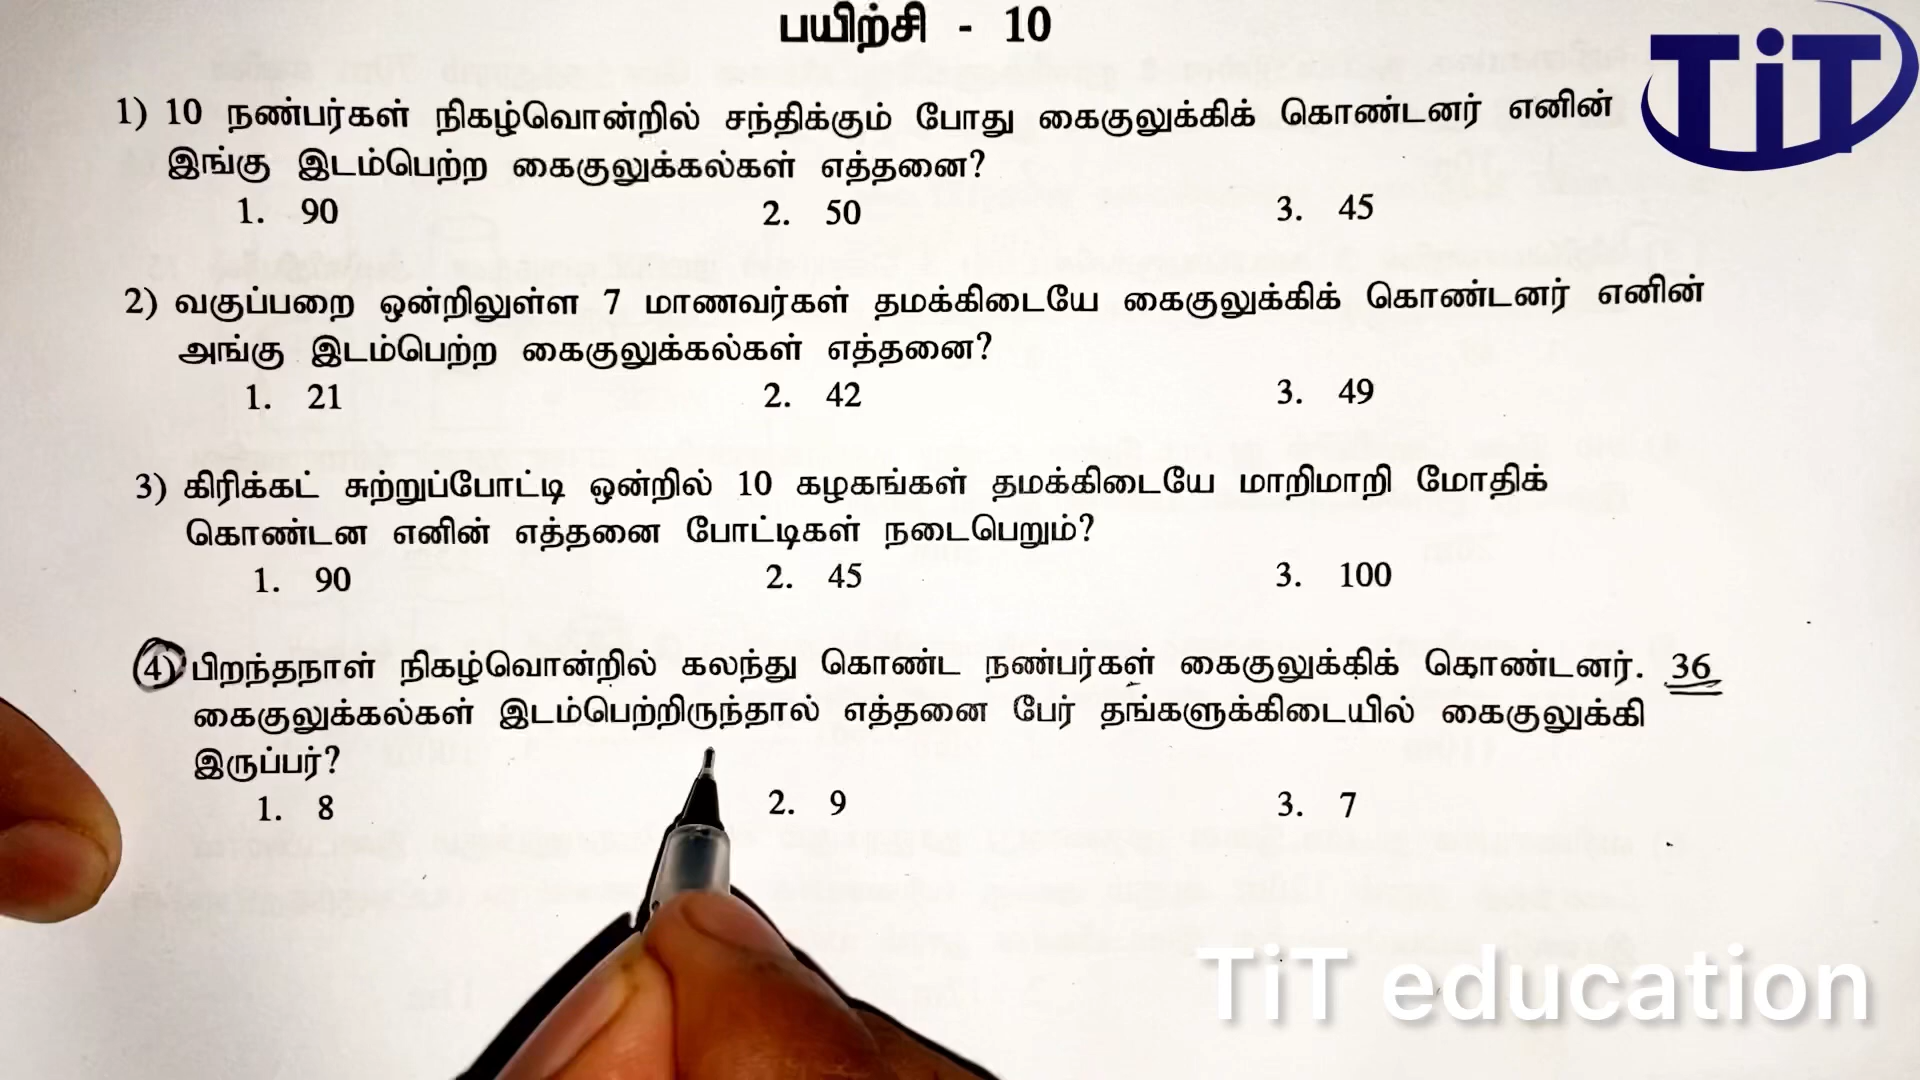 பயிற்சி - 10
TiT
1) 10 நண்பர்கள் நிகழ்வொன்றில் சந்திக்கும் போது கைகுலுக்கிக் கொண்டனர் எனின்
இங்கு இடம்பெற்ற கைகுலுக்கல்கள் எத்தனை?
1. 90 2. 50 3. 45
2) வகுப்பறை ஒன்றிலுள்ள 7 மாணவர்கள் தமக்கிடையே கைகுலுக்கிக் கொண்டனர் எனின்
அங்கு இடம்பெற்ற கைகுலுக்கல்கள் எத்தனை?
1. 21 2. 42 3. 49
3) கிரிக்கட் சுற்றுப்போட்டி ஒன்றில் 10 கழகங்கள் தமக்கிடையே மாறிமாறி மோதிக்
கொண்டன எனின் எத்தனை போட்டிகள் நடைபெறும்?
1. 90 2. 45 3. 100
4) பிறந்தநாள் நிகழ்வொன்றில் கலந்து கொண்ட நண்பர்கள் கைகுலுக்கிக் கொண்டனர். 36
கைகுலுக்கல்கள் இடம்பெற்றிருந்தால் எத்தனை பேர் தங்களுக்கிடையில் கைகுலுக்கி
இருப்பர்?
1. 8 2. 9 3. 7
TiT education